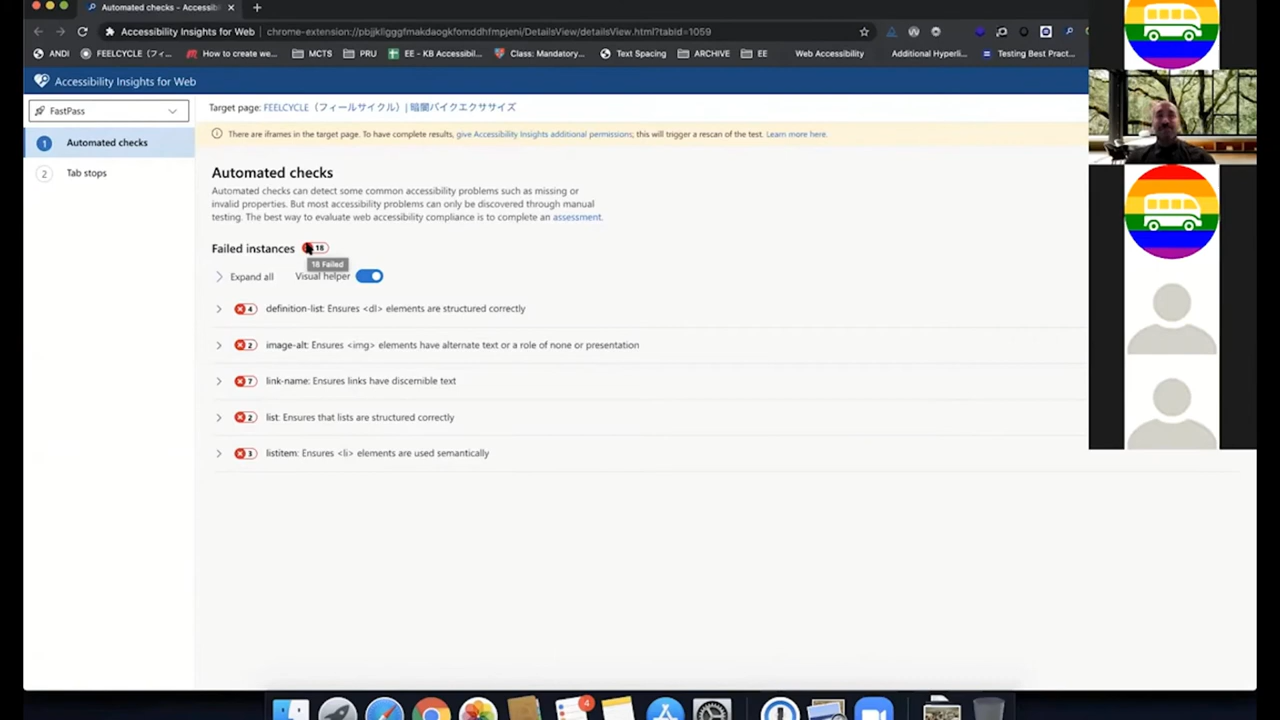 Automated checks - Accessibi
Accessibility Insights for Web
chrome-extension://pbjjkligggfmakdaogkfomddhfmpjeni/DetailsView/detailsView.html?tabId=1059
ANDI
FEELCYCLE (フィ...
How to create we...
MCTS
PRU
EE - KB Accessibil...
Class: Mandatory...
Text Spacing
ARCHIVE
EE
Web Accessibility
Additional Hyperli...
Testing Best Pract...
Accessibility Insights for Web
FastPass
Target page: FEELCYCLE（フィールサイクル）| 暗闇バイクエクササイズ
There are iframes in the target page. To have complete results, give Accessibility Insights additional permissions; this will trigger a rescan of the test. Learn more here.
1 Automated checks
2 Tab stops
Automated checks
Automated checks can detect some common accessibility problems such as missing or
invalid properties. But most accessibility problems can only be discovered through manual
testing. The best way to evaluate web accessibility compliance is to complete an assessment.
Failed instances 18
18 Failed
Expand all Visual helper
4 definition-list: Ensures <dl> elements are structured correctly
2 image-alt: Ensures <img> elements have alternate text or a role of none or presentation
7 link-name: Ensures links have discernible text
2 list: Ensures that lists are structured correctly
3 listitem: Ensures <li> elements are used semantically
4